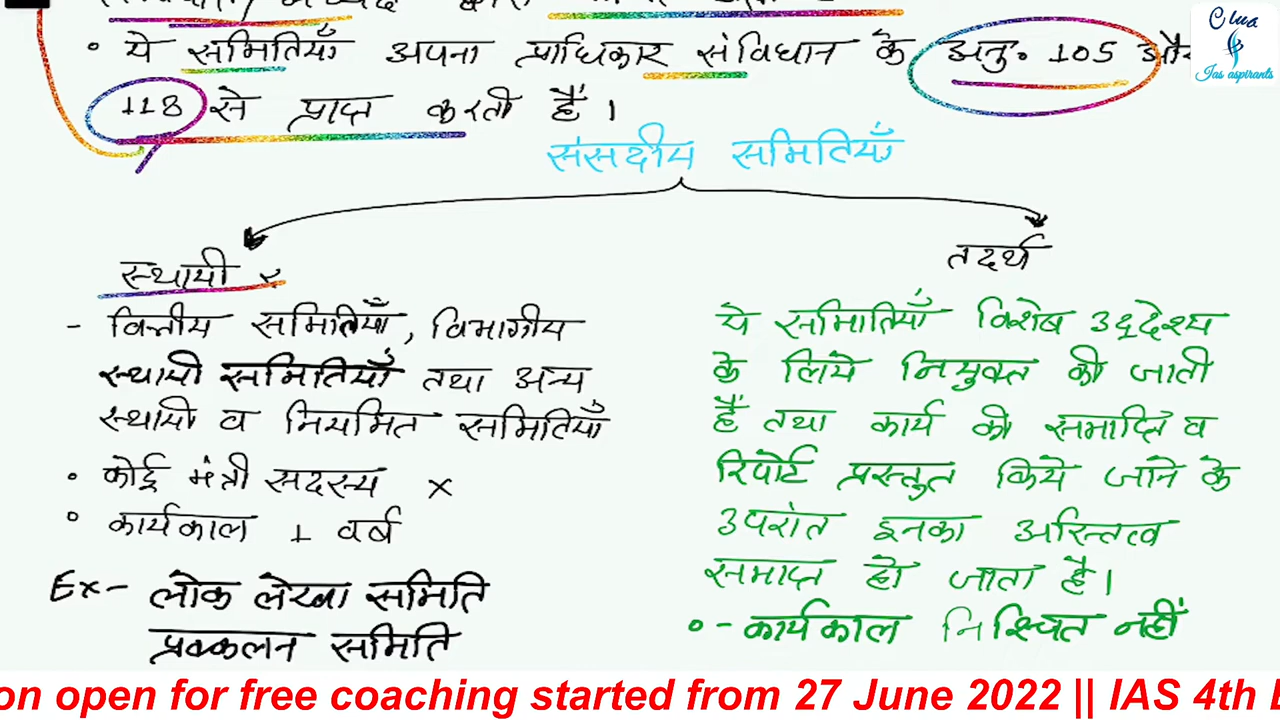 द्वारा
• ये समितियाँ अपना प्राधिकार संविधान के अनु॰ 105 और
118 से प्राप्त करती हैं।
Clua
Ias aspirants
संसदीय समितियाँ
स्थायी
- वित्तीय समितियाँ, विभागीय
स्थायी समितियाँ तथा अन्य
स्थायी व नियमित समितियाँ
• कोई मंत्री सदस्य ×
• कार्यकाल 1 वर्ष
Ex- लोक लेखा समिति
प्राक्कलन समिति
तदर्थ
ये समितियाँ विशेष उद्देश्य
के लिये नियुक्त की जाती
हैं तथा कार्य की समाप्ति व
रिपोर्ट प्रस्तुत किये जाने के
उपरांत इनका अस्तित्व
समाप्त हो जाता है।
• - कार्यकाल निश्चित नहीं
on open for free coaching started from 27 June 2022 || IAS 4th